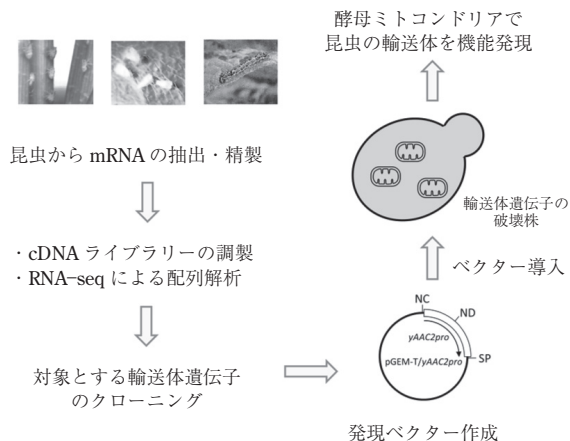 昆虫から mRNA の抽出・精製
・cDNA ライブラリーの調製
・RNA−seq による配列解析
対象とする輸送体遺伝子
のクローニング
発現ベクター作成
NC
ND
SP
yAAC2pro
pGEM-T/yAAC2pro
ベクター導入
輸送体遺伝子の
破壊株
酵母ミトコンドリアで
昆虫の輸送体を機能発現